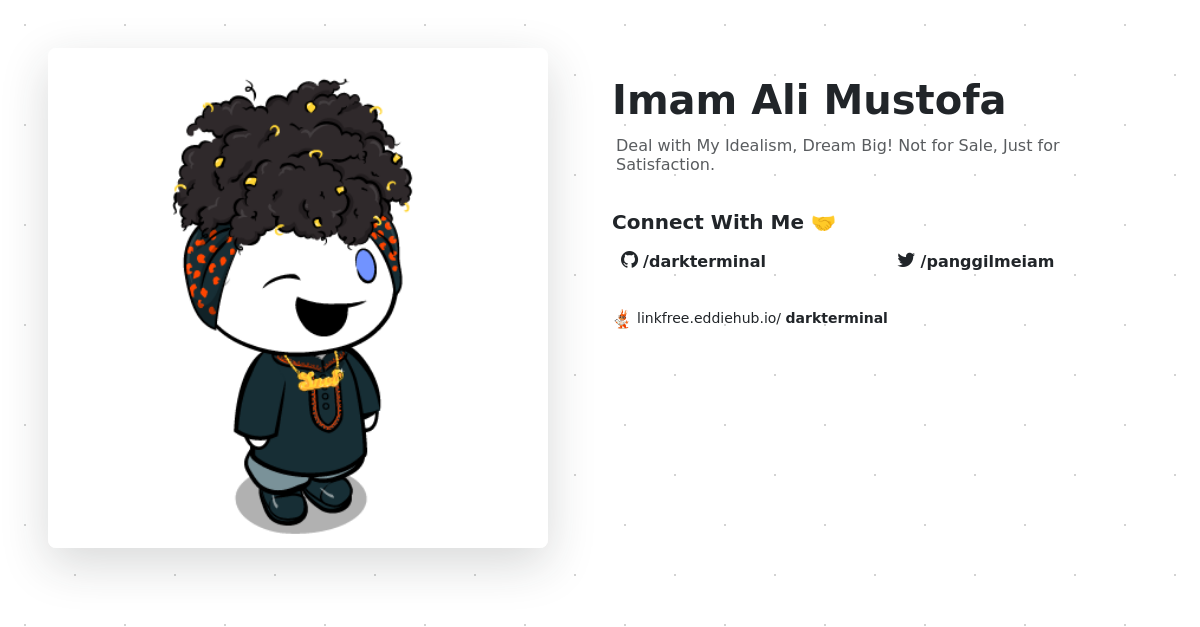 Imam Ali Mustofa
Deal with My Idealism, Dream Big! Not for Sale, Just for
Satisfaction.
Connect With Me 🤝
/darkterminal
/panggilmeiam
linkfree.eddiehub.io/ darkterminal